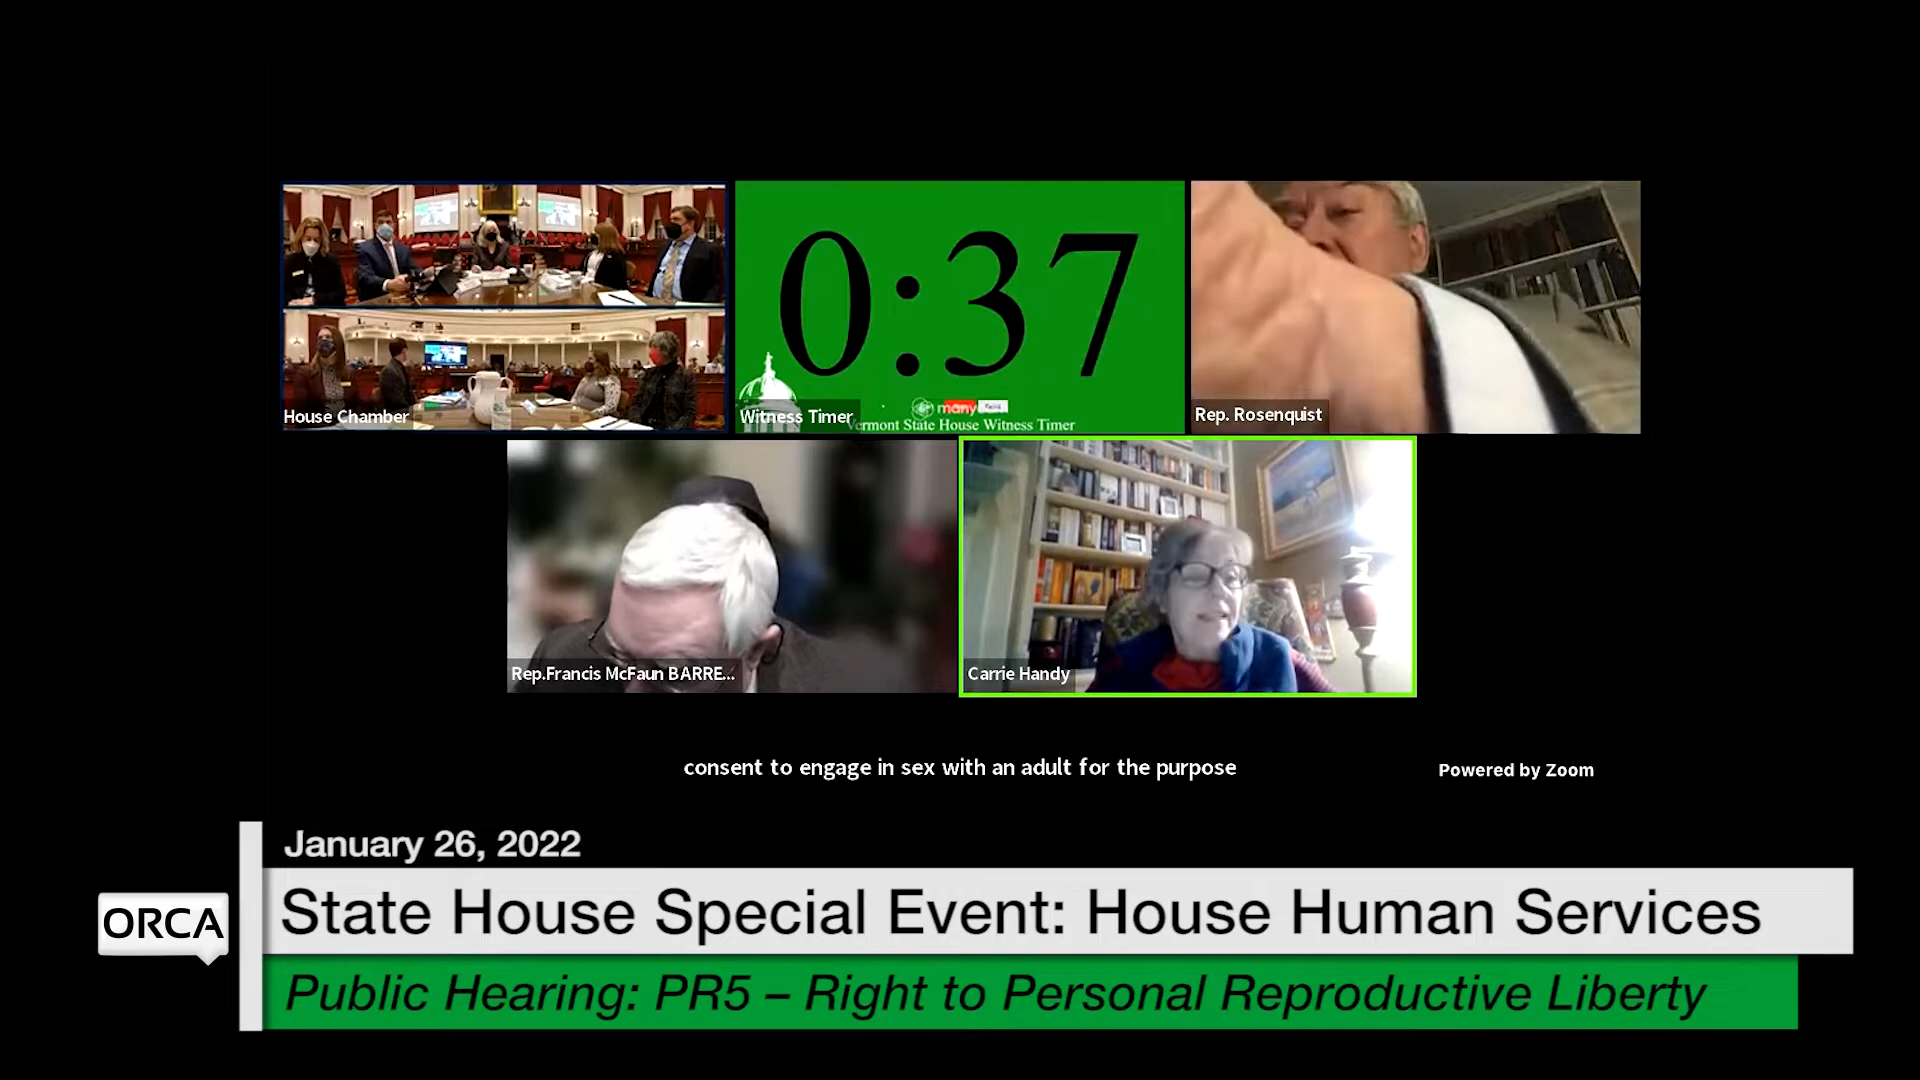 0:37
House Chamber
Witness Timer
many
Vermont State House Witness Timer
Rep. Rosenquist
Rep.Francis McFaun BARRE...
Carrie Handy
consent to engage in sex with an adult for the purpose
Powered by Zoom
January 26, 2022
ORCA
State House Special Event: House Human Services
Public Hearing: PR5 – Right to Personal Reproductive Liberty